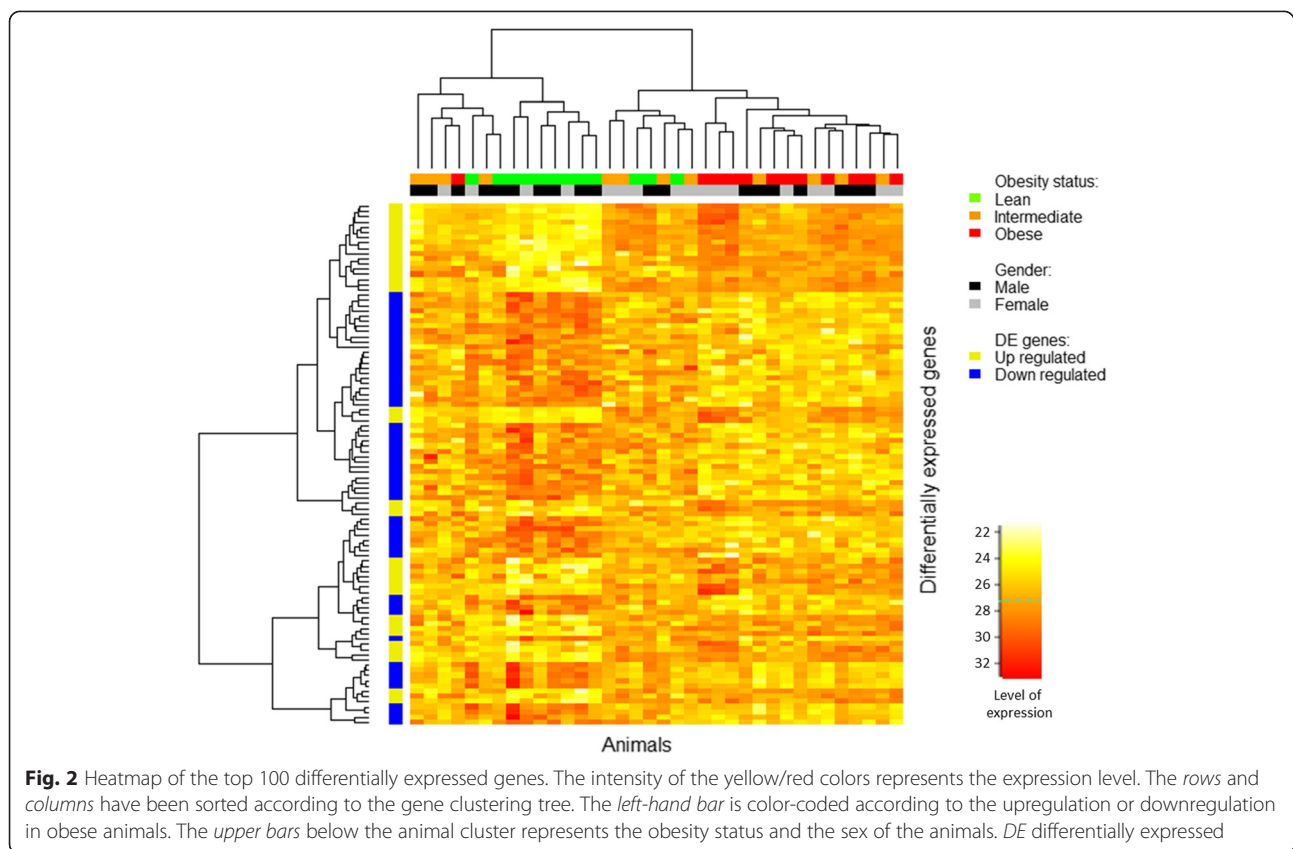 Obesity status:
Lean
Intermediate
Obese
Gender:
Male
Female
DE genes:
Up regulated
Down regulated
Differentially expressed genes
22
24
26
28
30
32
Level of
expression
Animals
Fig. 2 Heatmap of the top 100 differentially expressed genes. The intensity of the yellow/red colors represents the expression level. The rows and
columns have been sorted according to the gene clustering tree. The left-hand bar is color-coded according to the upregulation or downregulation
in obese animals. The upper bars below the animal cluster represents the obesity status and the sex of the animals. DE differentially expressed